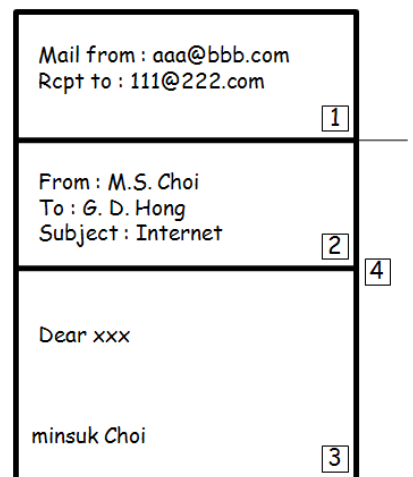 Mail from : aaa@bbb.com
Rcpt to : 111@222.com
1
From : M.S. Choi
To : G. D. Hong
Subject : Internet
2
4
Dear xxx
minsuk Choi
3